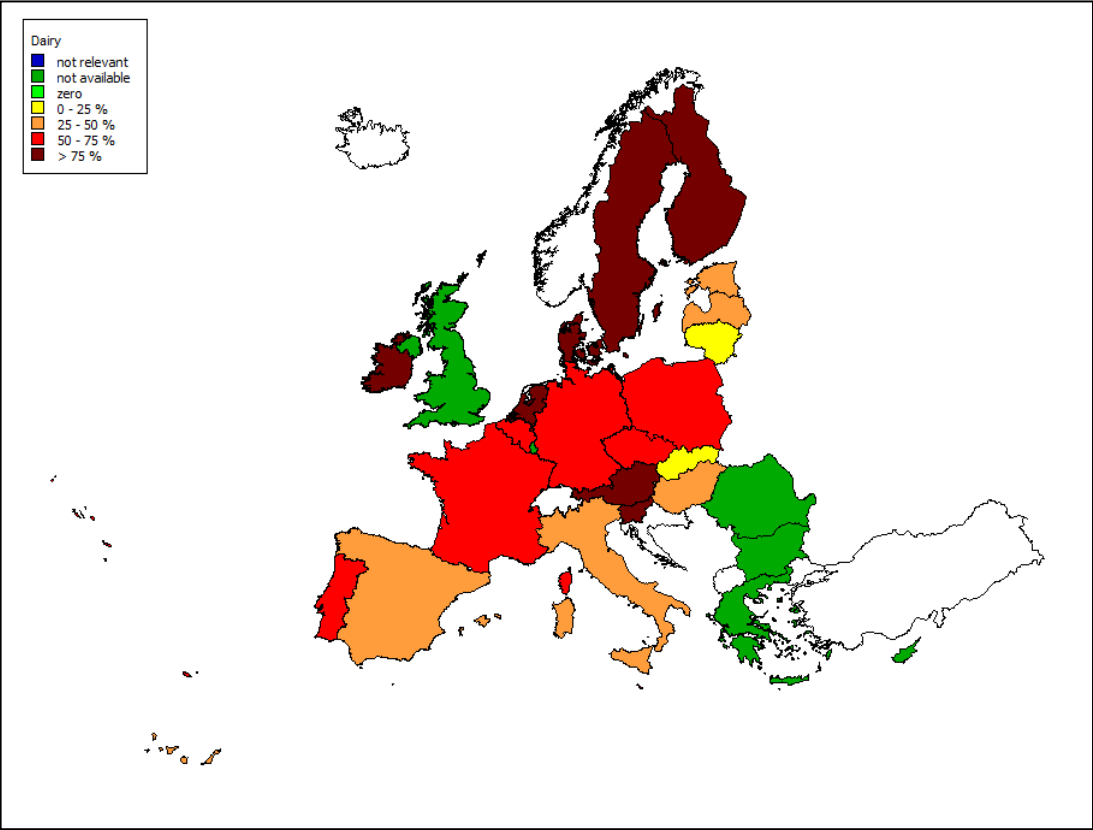 Dairy
not relevant
not available
zero
0 - 25 %
25 - 50 %
50 - 75 %
> 75 %